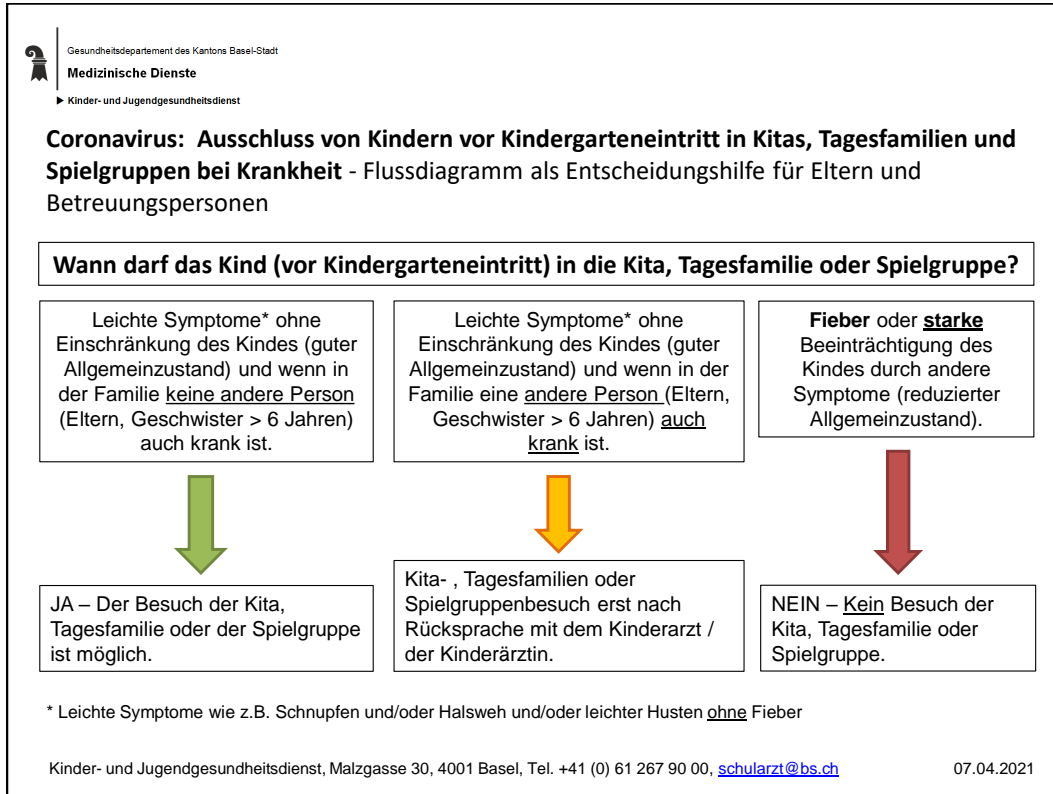 Gesundheitsdepartement des Kantons Basel-Stadt
Medizinische Dienste
▶ Kinder- und Jugendgesundheitsdienst
Coronavirus: Ausschluss von Kindern vor Kindergarteneintritt in Kitas, Tagesfamilien und
Spielgruppen bei Krankheit - Flussdiagramm als Entscheidungshilfe für Eltern und
Betreuungspersonen
Wann darf das Kind (vor Kindergarteneintritt) in die Kita, Tagesfamilie oder Spielgruppe?
Leichte Symptome* ohne
Einschränkung des Kindes (guter
Allgemeinzustand) und wenn in
der Familie keine andere Person
(Eltern, Geschwister > 6 Jahren)
auch krank ist.
Leichte Symptome* ohne
Einschränkung des Kindes (guter
Allgemeinzustand) und wenn in der
Familie eine andere Person (Eltern,
Geschwister > 6 Jahren) auch
krank ist.
Fieber oder starke
Beeinträchtigung des
Kindes durch andere
Symptome (reduzierter
Allgemeinzustand).
JA – Der Besuch der Kita,
Tagesfamilie oder der Spielgruppe
ist möglich.
Kita- , Tagesfamilien oder
Spielgruppenbesuch erst nach
Rücksprache mit dem Kinderarzt /
der Kinderärztin.
NEIN – Kein Besuch der
Kita, Tagesfamilie oder
Spielgruppe.
* Leichte Symptome wie z.B. Schnupfen und/oder Halsweh und/oder leichter Husten ohne Fieber
Kinder- und Jugendgesundheitsdienst, Malzgasse 30, 4001 Basel, Tel. +41 (0) 61 267 90 00, schularzt@bs.ch 07.04.2021